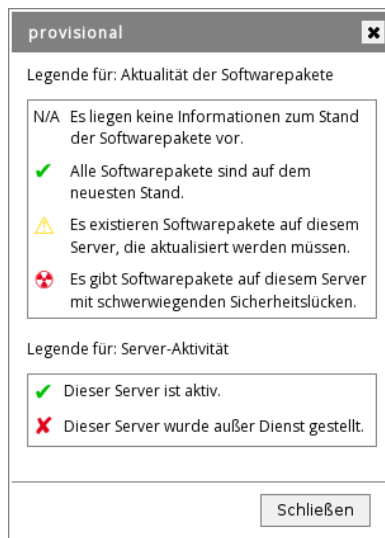 provisional
Legende für: Aktualität der Softwarepakete
N/A Es liegen keine Informationen zum Stand
der Softwarepakete vor.
Alle Softwarepakete sind auf dem
neuesten Stand.
Es existieren Softwarepakete auf diesem
Server, die aktualisiert werden müssen.
Es gibt Softwarepakete auf diesem Server
mit schwerwiegenden Sicherheitslücken.
Legende für: Server-Aktivität
Dieser Server ist aktiv.
Dieser Server wurde außer Dienst gestellt.
Schließen